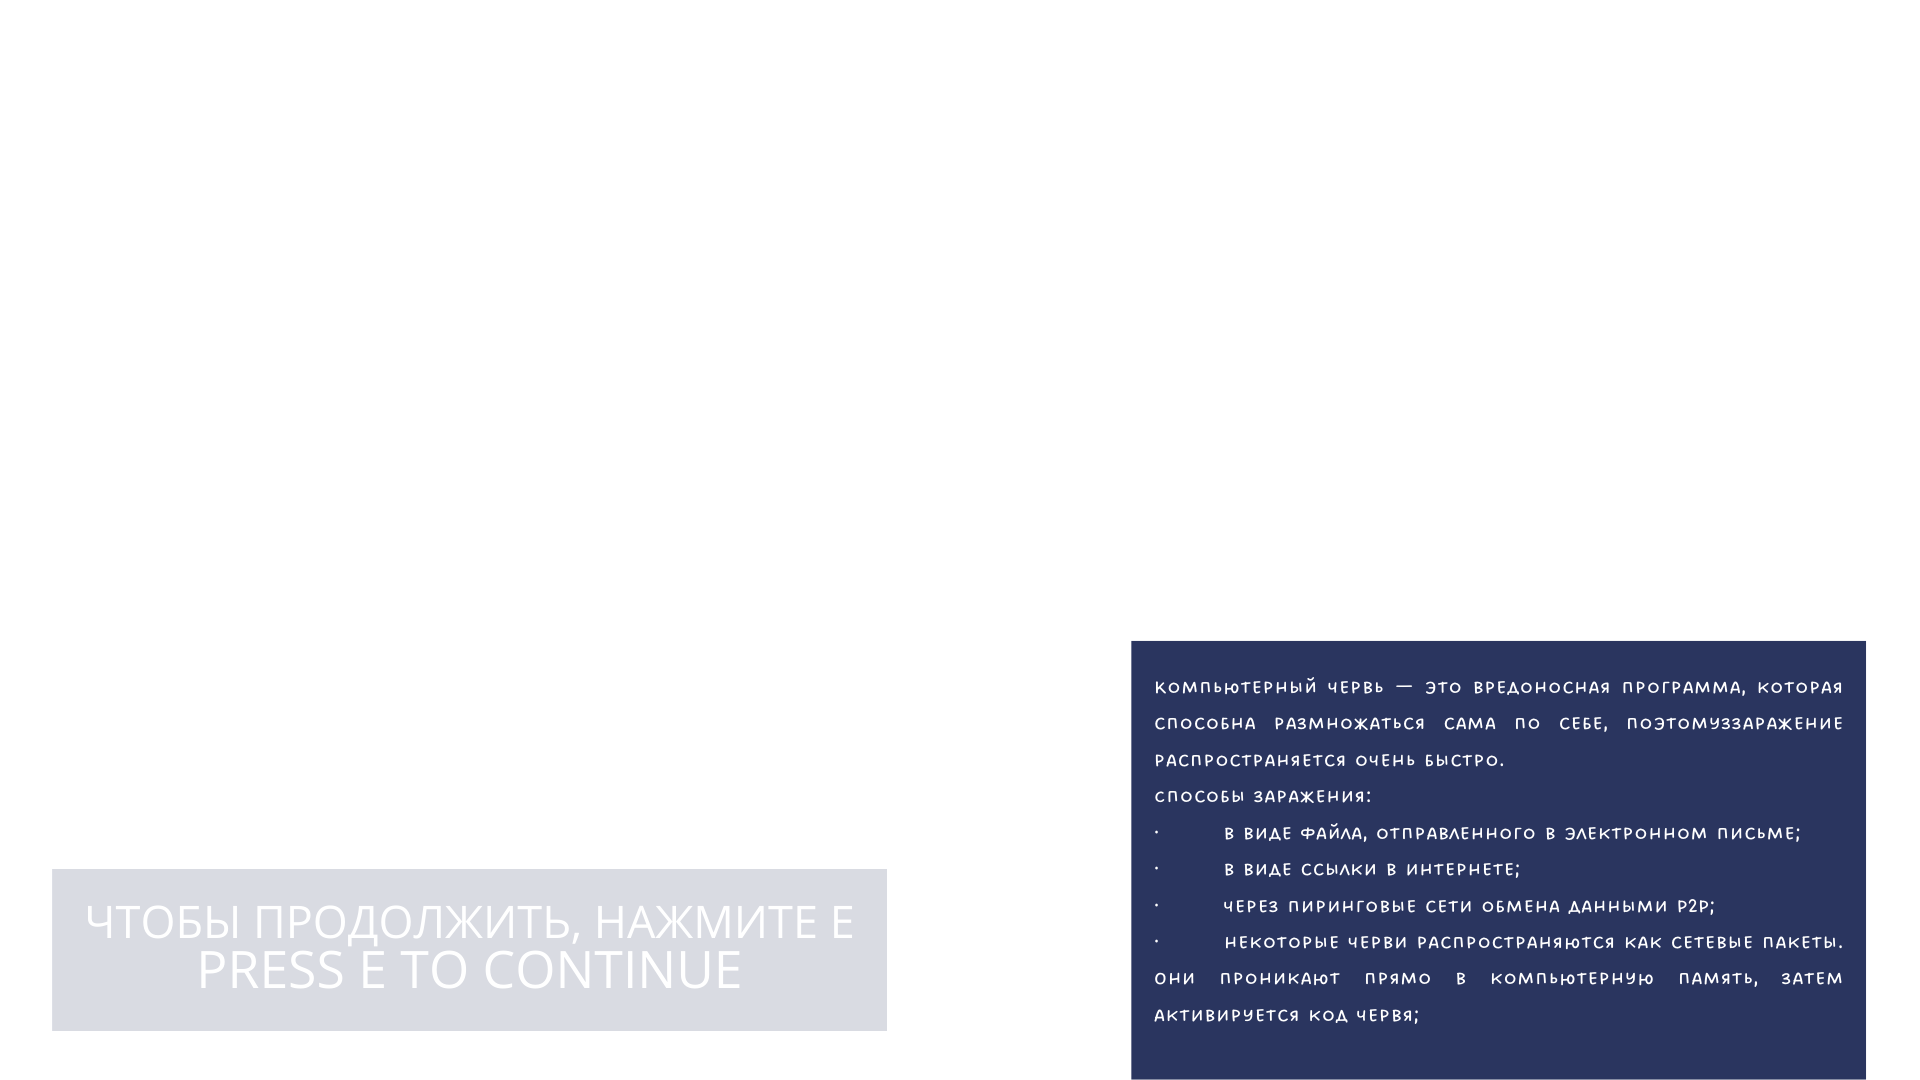 КОМПЬЮТЕРНЫЙ ЧЕРВЬ — ЭТО ВРЕДОНОСНАЯ ПРОГРАММА, КОТОРАЯ
СПОСОБНА РАЗМНОЖАТЬСЯ САМА ПО СЕБЕ, ПОЭТОМУЗЗАРАЖЕНИЕ
РАСПРОСТРАНЯЕТСЯ ОЧЕНЬ БЫСТРО.
СПОСОБЫ ЗАРАЖЕНИЯ:
· В ВИДЕ ФАЙЛА, ОТПРАВЛЕННОГО В ЭЛЕКТРОННОМ ПИСЬМЕ;
· В ВИДЕ ССЫЛКИ В ИНТЕРНЕТЕ;
· ЧЕРЕЗ ПИРИНГОВЫЕ СЕТИ ОБМЕНА ДАННЫМИ P2P;
· НЕКОТОРЫЕ ЧЕРВИ РАСПРОСТРАНЯЮТСЯ КАК СЕТЕВЫЕ ПАКЕТЫ.
ОНИ ПРОНИКАЮТ ПРЯМО В КОМПЬЮТЕРНУЮ ПАМЯТЬ, ЗАТЕМ
АКТИВИРУЕТСЯ КОД ЧЕРВЯ;
ЧТОБЫ ПРОДОЛЖИТЬ, НАЖМИТЕ Е
PRESS E TO CONTINUE